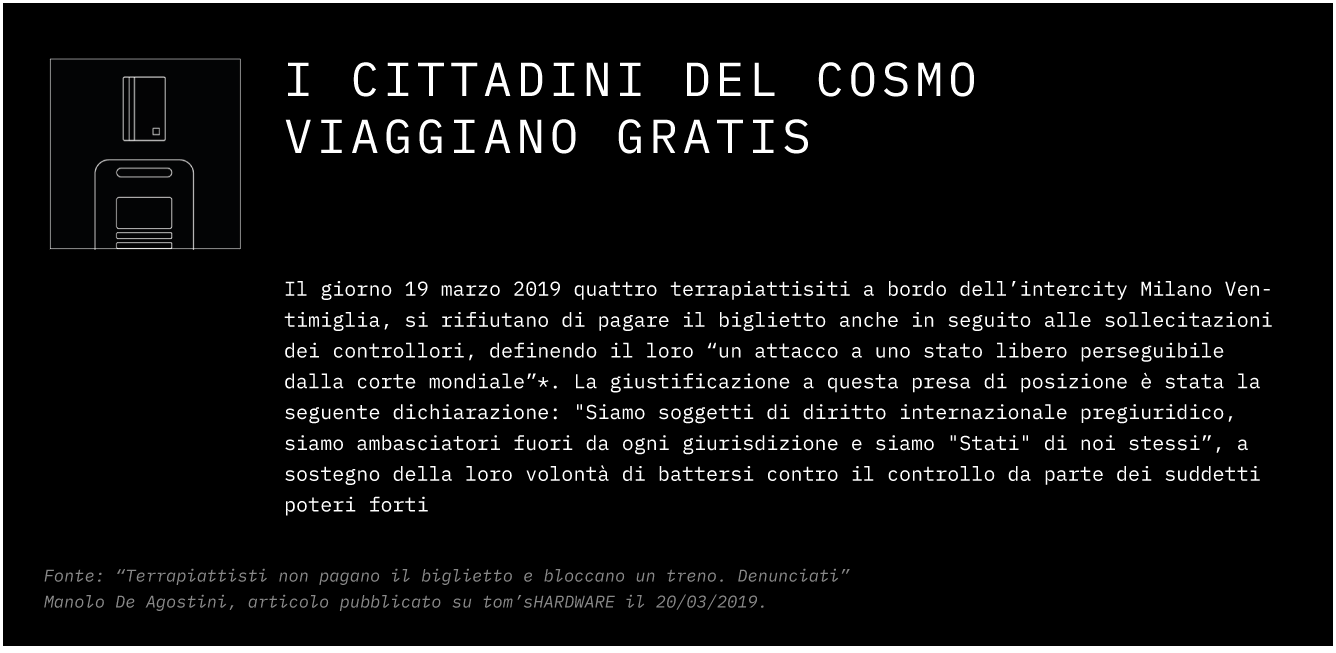 I CITTADINI DEL COSMO
VIAGGIANO GRATIS
Il giorno 19 marzo 2019 quattro terrapiattisiti a bordo dell’intercity Milano Ven-
timiglia, si rifiutano di pagare il biglietto anche in seguito alle sollecitazioni
dei controllori, definendo il loro “un attacco a uno stato libero perseguibile
dalla corte mondiale”*. La giustificazione a questa presa di posizione è stata la
seguente dichiarazione: "Siamo soggetti di diritto internazionale pregiuridico,
siamo ambasciatori fuori da ogni giurisdizione e siamo "Stati" di noi stessi”, a
sostegno della loro volontà di battersi contro il controllo da parte dei suddetti
poteri forti
Fonte: “Terrapiattisti non pagano il biglietto e bloccano un treno. Denunciati”
Manolo De Agostini, articolo pubblicato su tom’sHARDWARE il 20/03/2019.